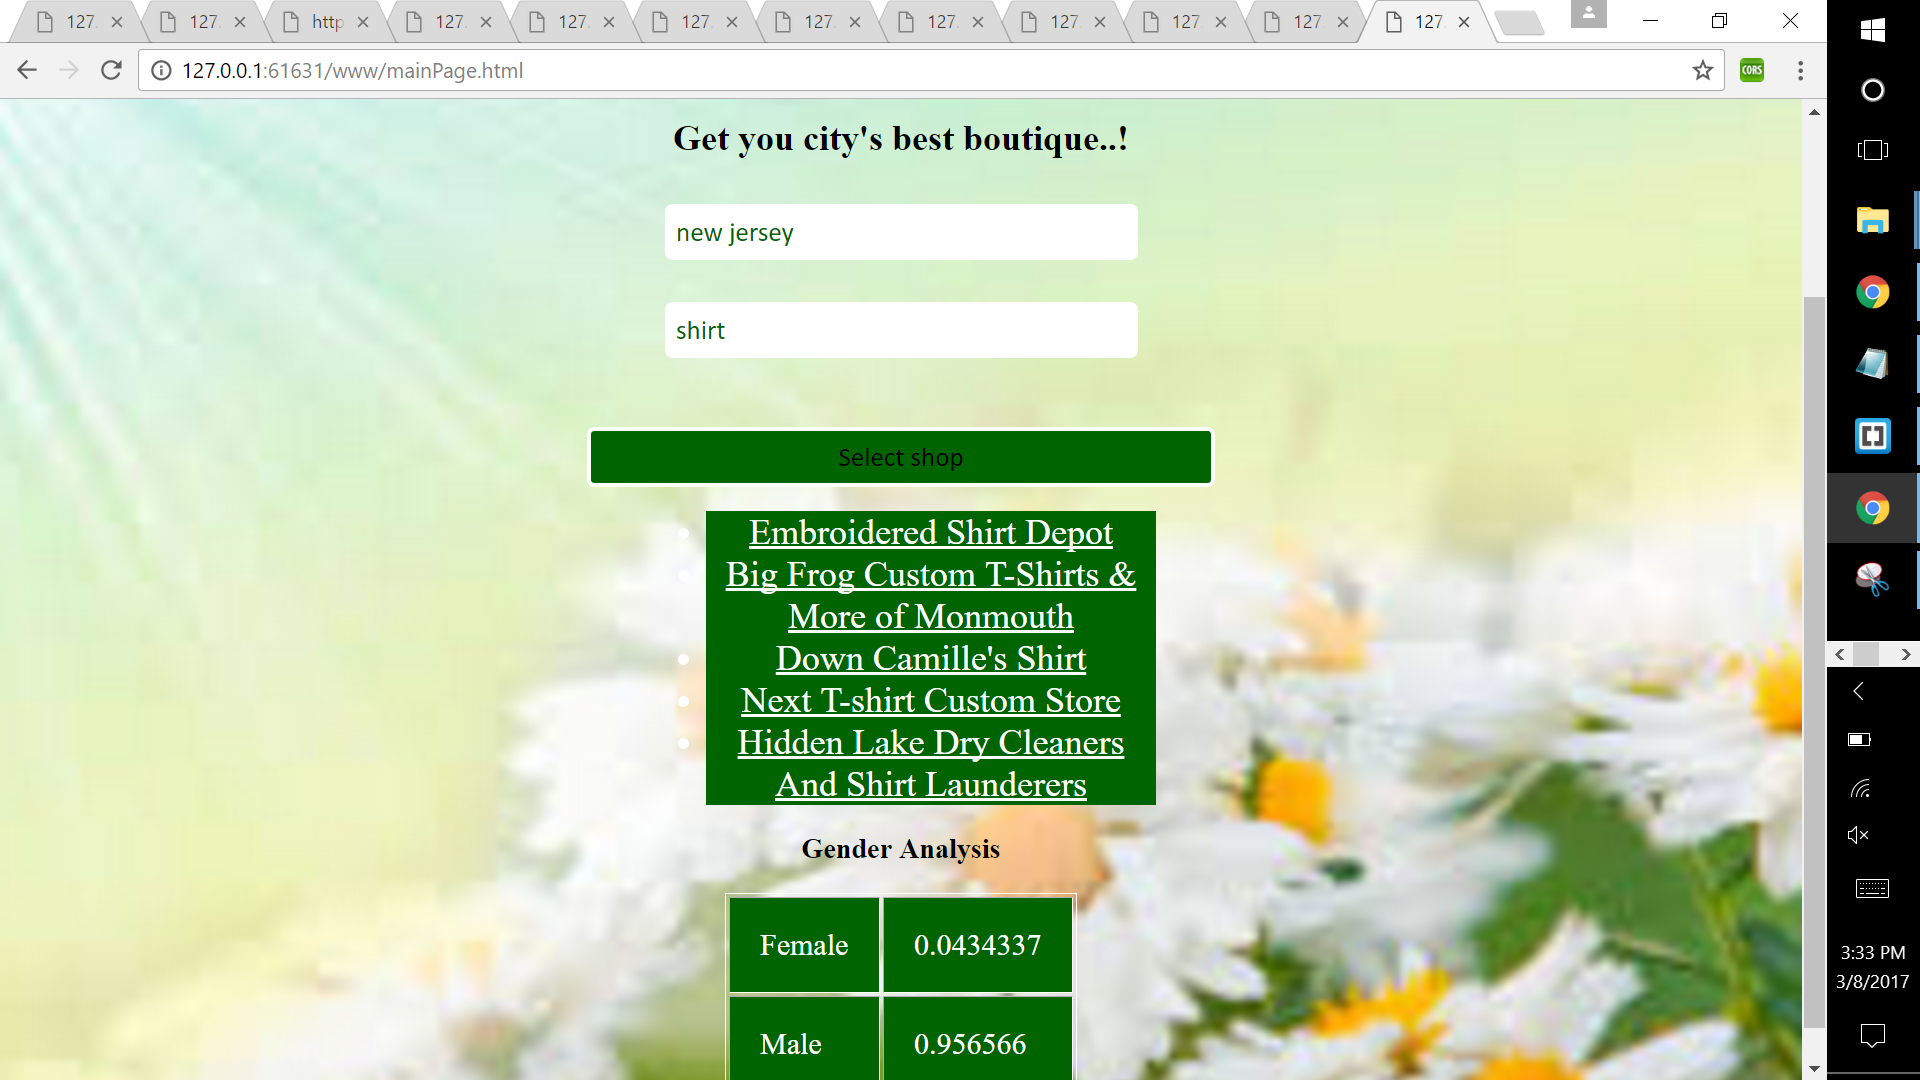 127.
127.
http
127.
127.
127.
127.
127.
127
127
127
127
127.0.0.1:61631/www/mainPage.html
CORS
Get you city's best boutique..!
new jersey
shirt
Select shop
Embroidered Shirt Depot
Big Frog Custom T-Shirts &
More of Monmouth
Down Camille's Shirt
Next T-shirt Custom Store
Hidden Lake Dry Cleaners
And Shirt Launderers
Gender Analysis
Female 0.0434337
Male 0.956566
3:33 PM
3/8/2017